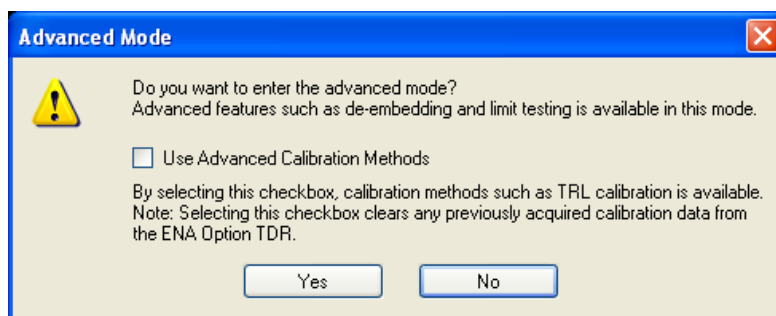 Advanced Mode
Do you want to enter the advanced mode?
Advanced features such as de-embedding and limit testing is available in this mode.
Use Advanced Calibration Methods
By selecting this checkbox, calibration methods such as TRL calibration is available.
Note: Selecting this checkbox clears any previously acquired calibration data from
the ENA Option TDR.
Yes
No